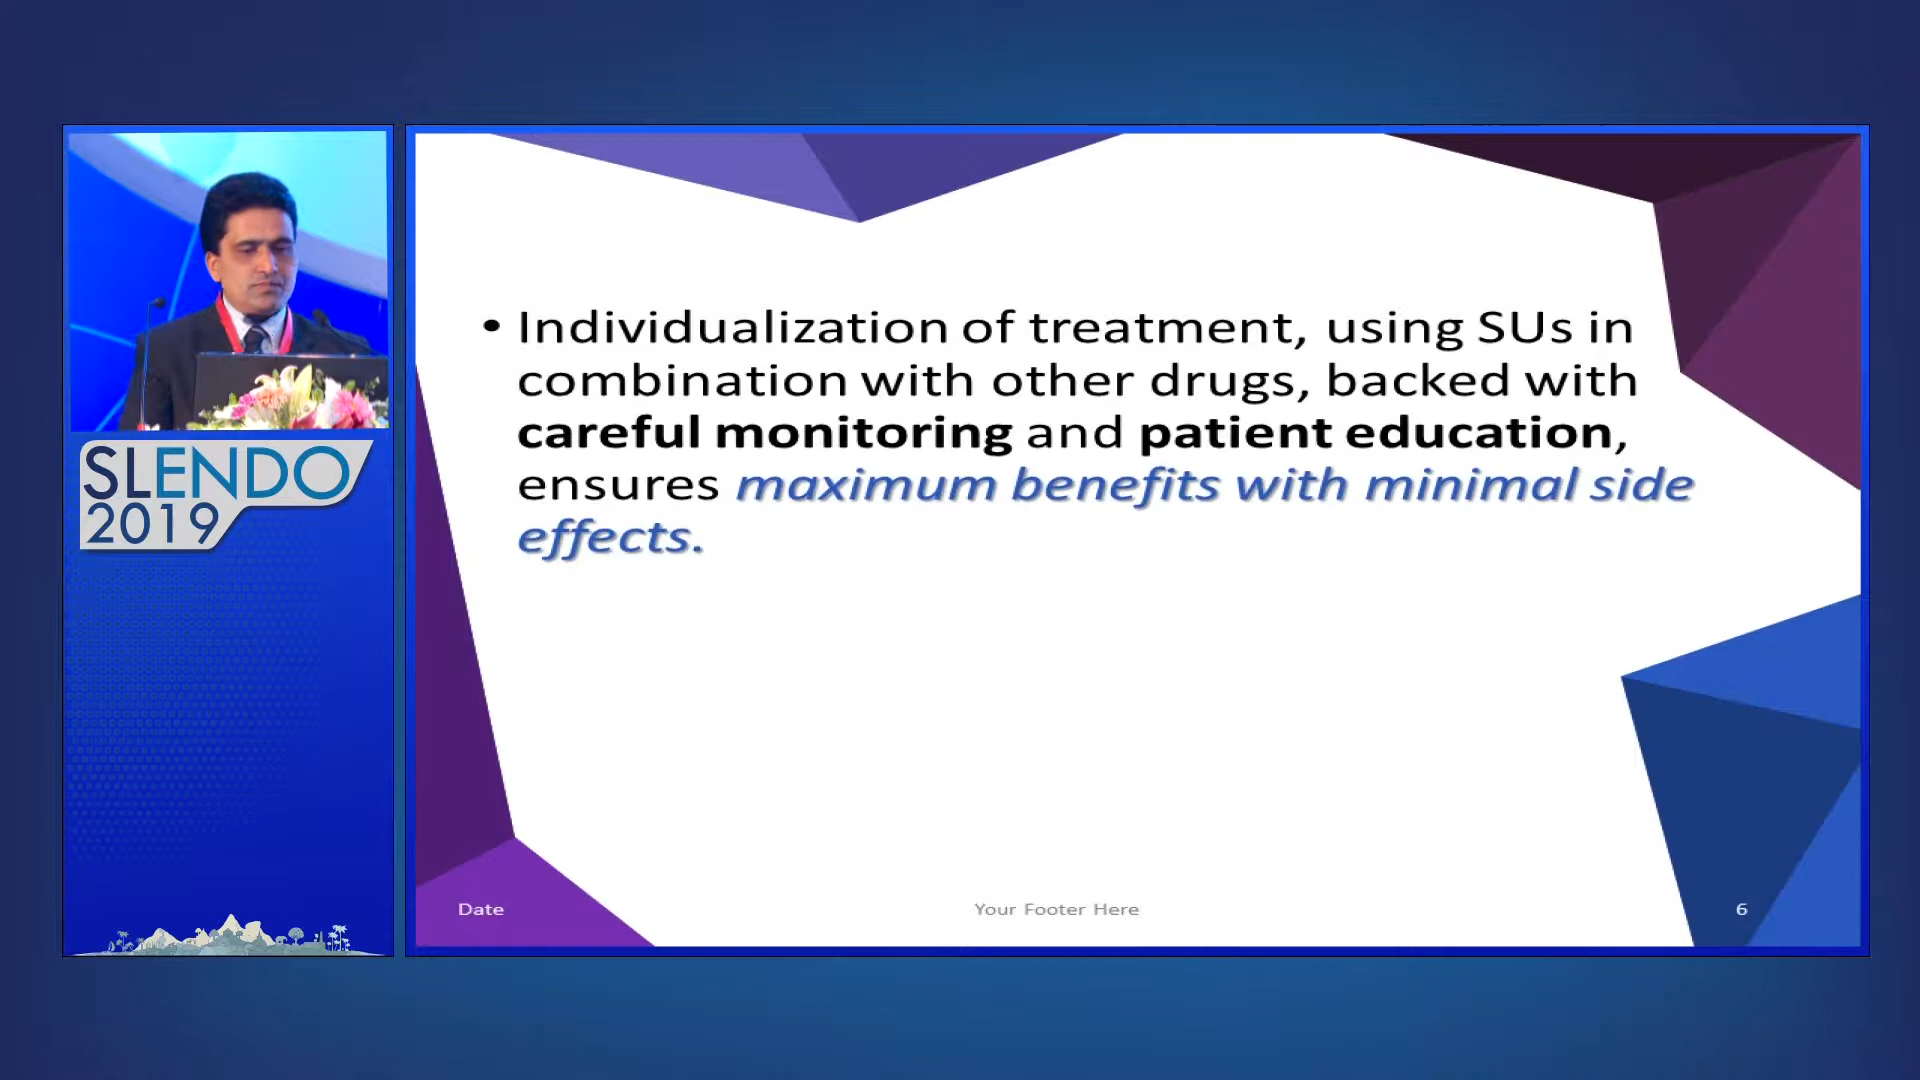 SLENDO
2019
• Individualization of treatment, using SUs in
combination with other drugs, backed with
careful monitoring and patient education,
ensures maximum benefits with minimal side
effects.
Date
Your Footer Here
6